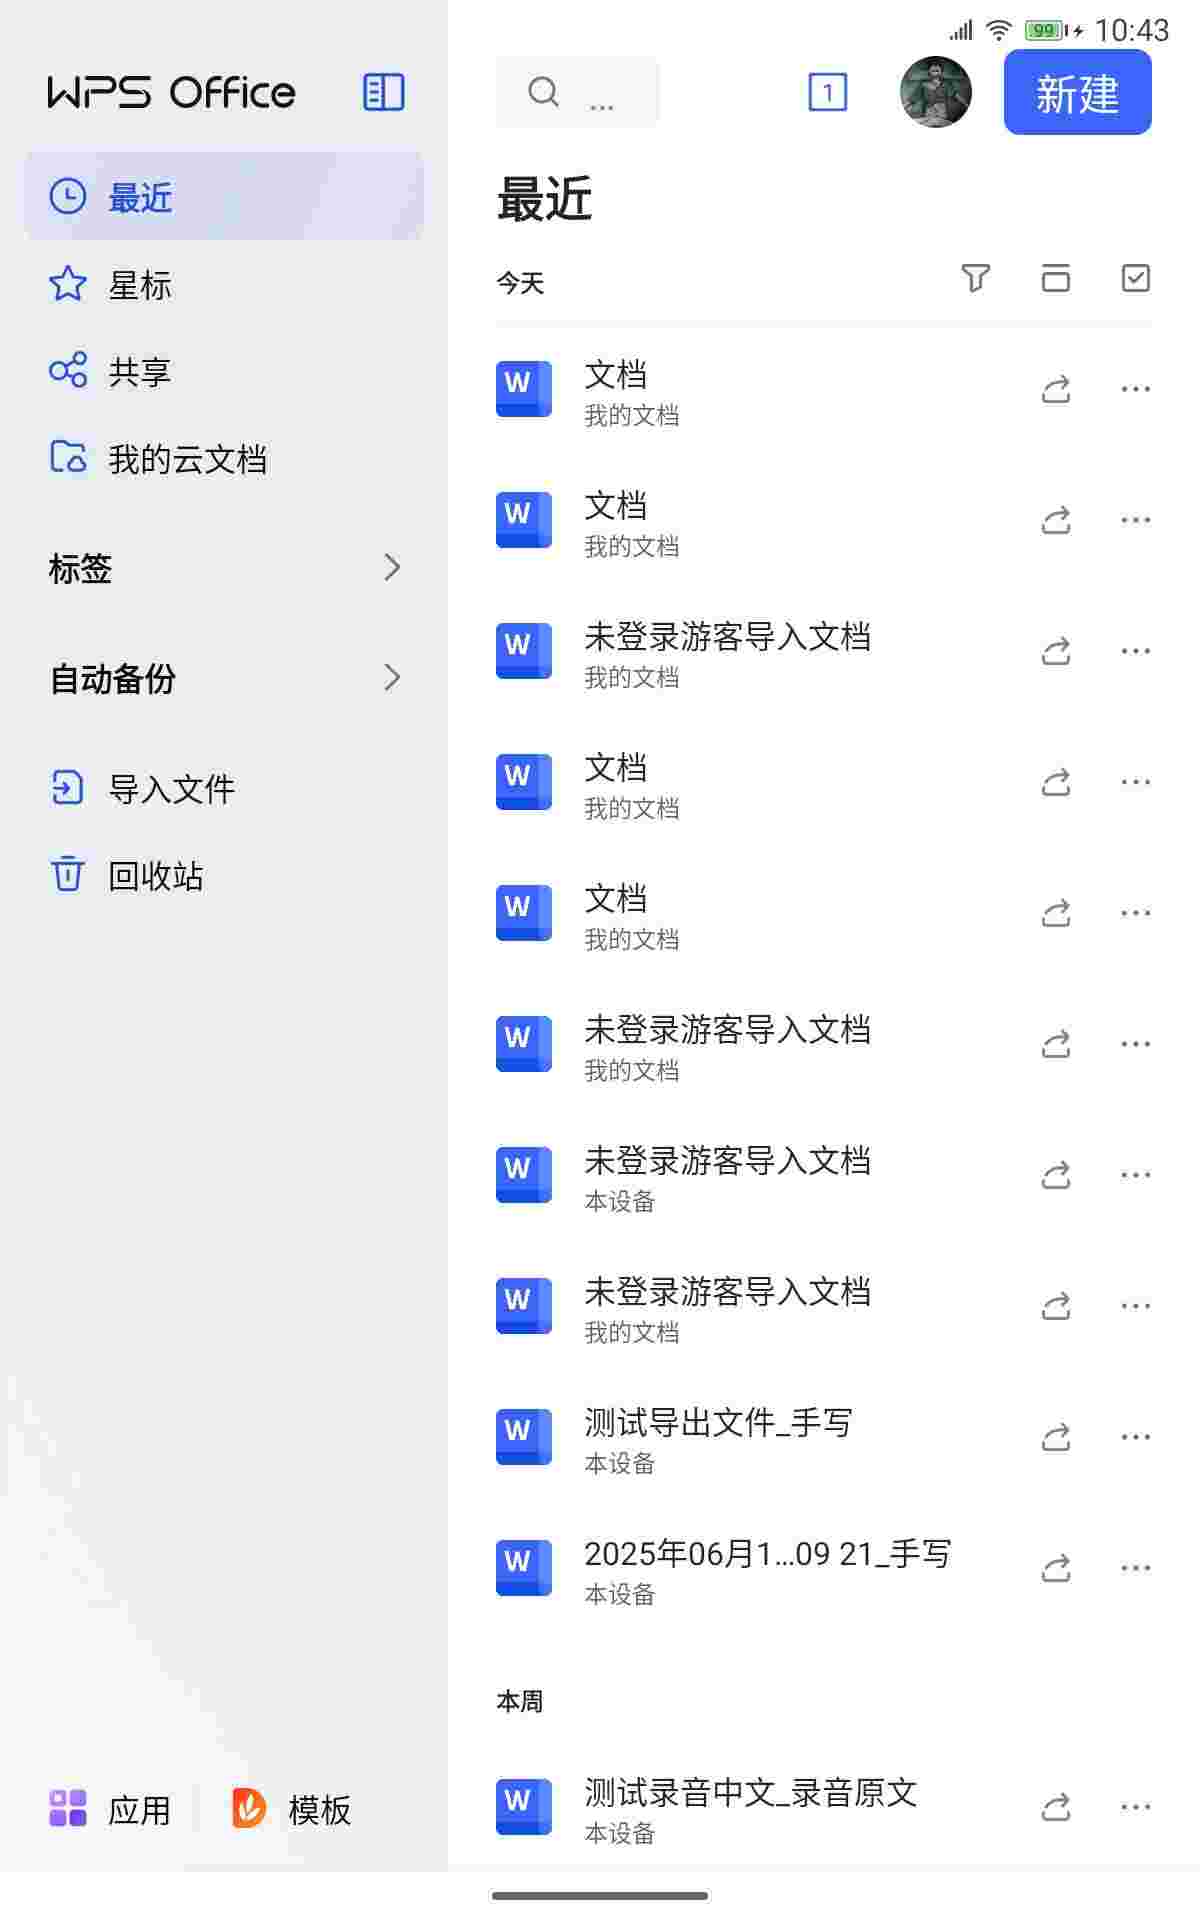 99 10:43
WPS Office
... 1 新建
最近
星标
共享
我的云文档
标签
自动备份
导入文件
回收站
应用 模板
最近
今天
W 文档
我的文档
W 文档
我的文档
W 未登录游客导入文档
我的文档
W 文档
我的文档
W 文档
我的文档
W 未登录游客导入文档
我的文档
W 未登录游客导入文档
本设备
W 未登录游客导入文档
我的文档
W 测试导出文件_手写
本设备
W 2025年06月1...09 21_手写
本设备
本周
W 测试录音中文_录音原文
本设备